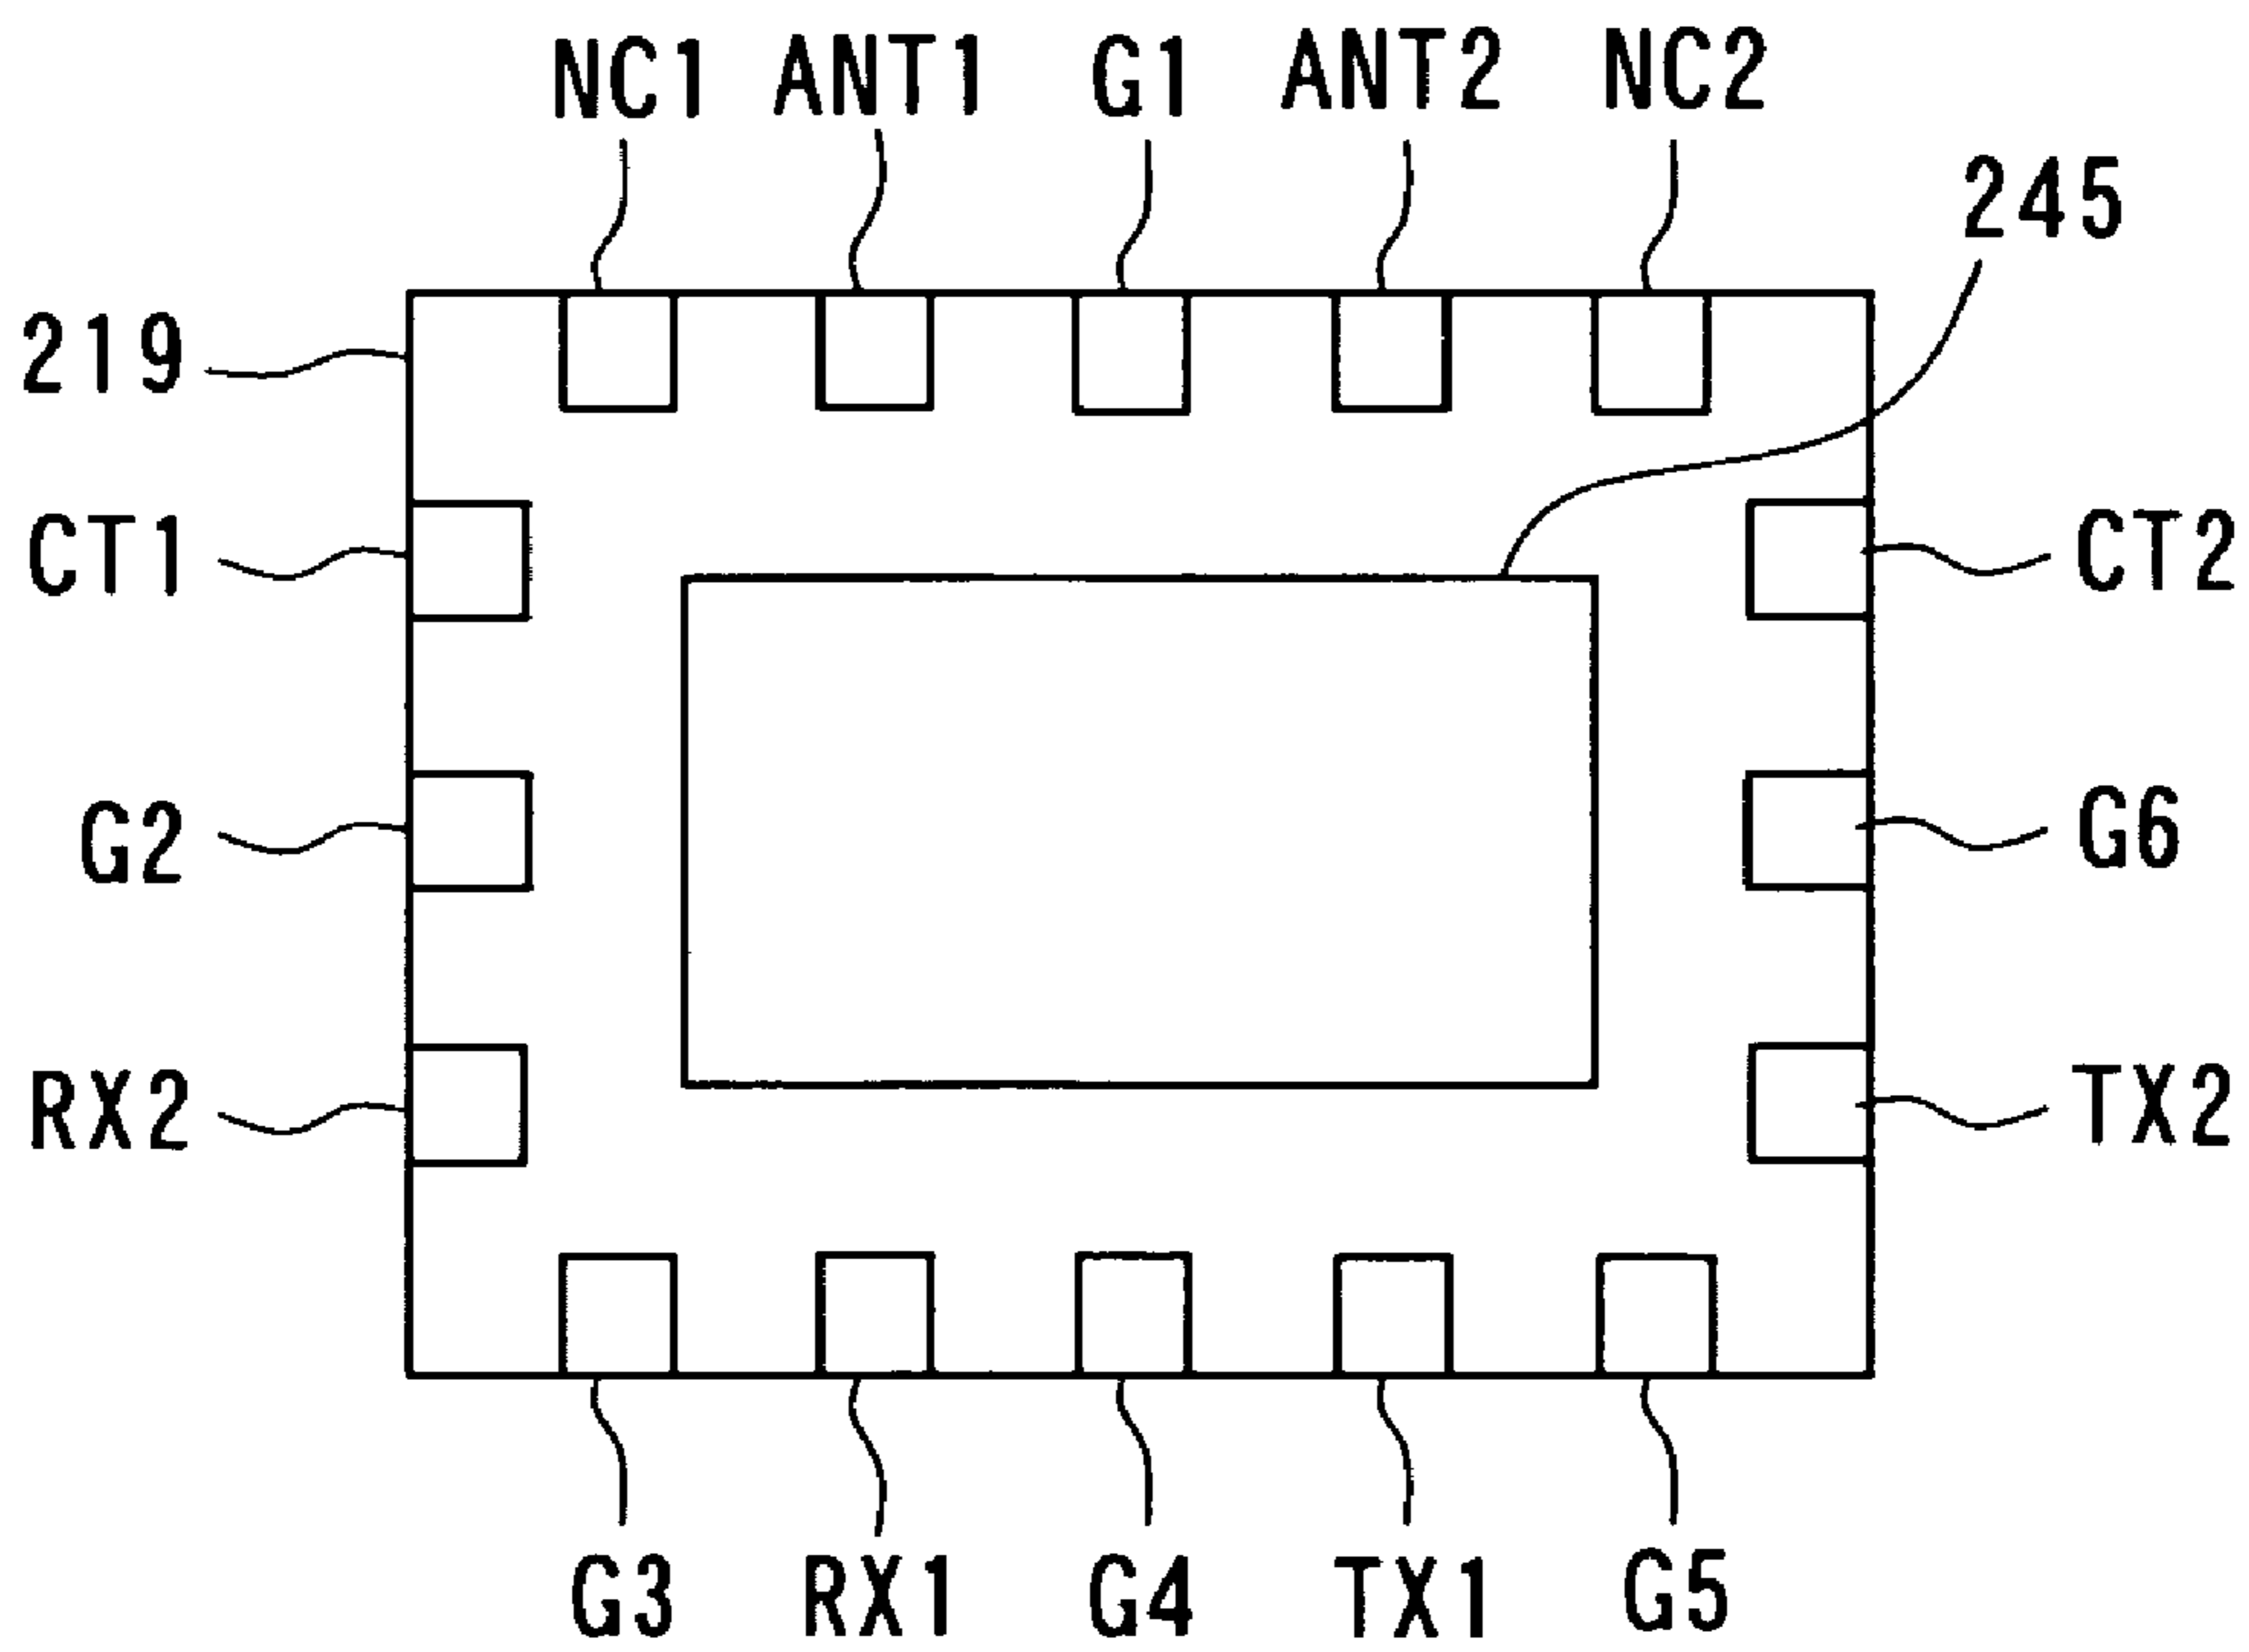 NC1 ANT1 G1 ANT2 NC2
245
219
CT1 CT2
G2 G6
RX2 TX2
G3 RX1 G4 TX1 G5